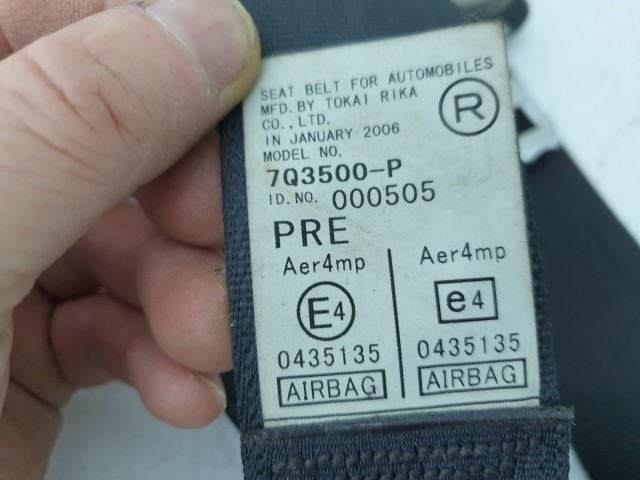 SEAT BELT FOR AUTOMOBILES
MFD. BY TOKAI RIKA
CO., LTD.
R
IN JANUARY 2006
MODEL NO.
7Q3500-P
ID. NO. 000505
PRE
Aer4mp
E4
0435135
AIRBAG
Aer4mp
e4
0435135
AIRBAG